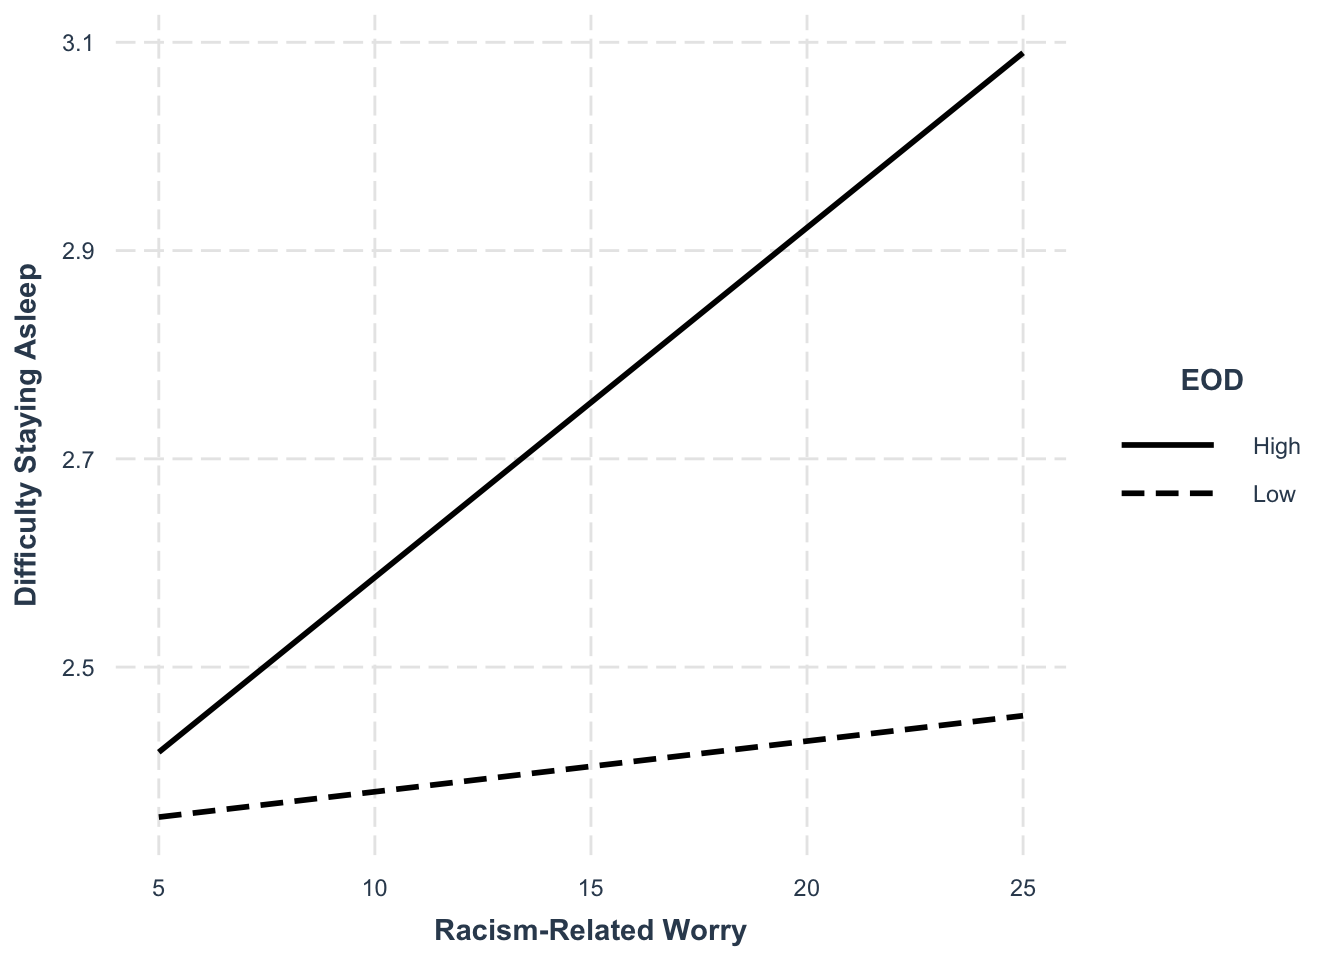 3.1
2.9
2.7
2.5
Difficulty Staying Asleep
5 10 15 20 25
Racism-Related Worry
EOD
High
Low